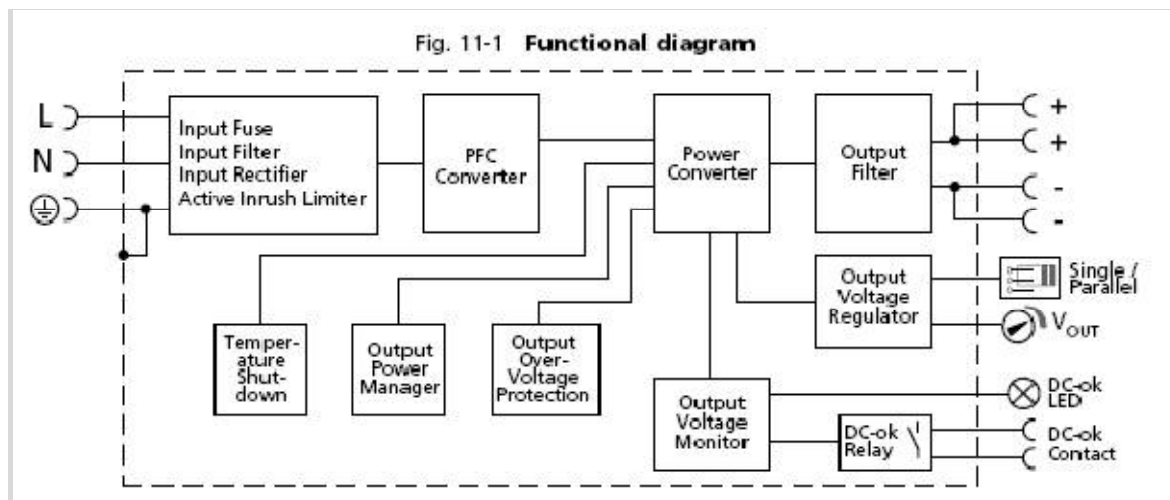 Fig. 11-1 Functional diagram
L
N
Input Fuse
Input Filter
Input Rectifier
Active Inrush Limiter
PFC
Converter
Power
Converter
Output
Filter
+
+
-
-
Output
Voltage
Regulator
Single /
Parallel
VOUT
Temper-
ature
Shut-
down
Output
Power
Manager
Output
Over-
Voltage
Protection
Output
Voltage
Monitor
DC-ok
Relay
DC-ok
LED
DC-ok
Contact